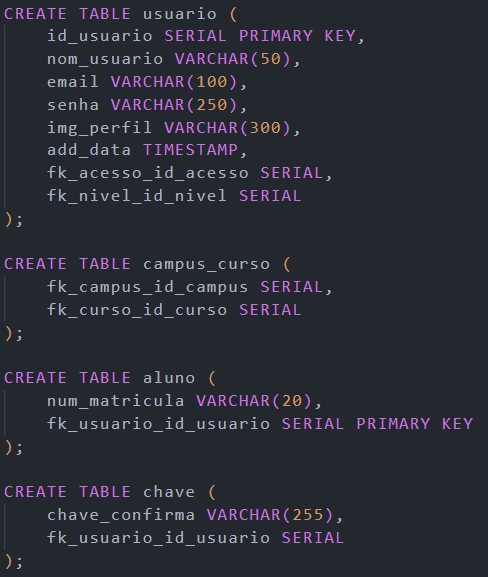 CREATE TABLE usuario (
    id_usuario SERIAL PRIMARY KEY,
    nom_usuario VARCHAR(50),
    email VARCHAR(100),
    senha VARCHAR(250),
    img_perfil VARCHAR(300),
    add_data TIMESTAMP,
    fk_acesso_id_acesso SERIAL,
    fk_nivel_id_nivel SERIAL
);

CREATE TABLE campus_curso (
    fk_campus_id_campus SERIAL,
    fk_curso_id_curso SERIAL
);

CREATE TABLE aluno (
    num_matricula VARCHAR(20),
    fk_usuario_id_usuario SERIAL PRIMARY KEY
);

CREATE TABLE chave (
    chave_confirma VARCHAR(255),
    fk_usuario_id_usuario SERIAL
);